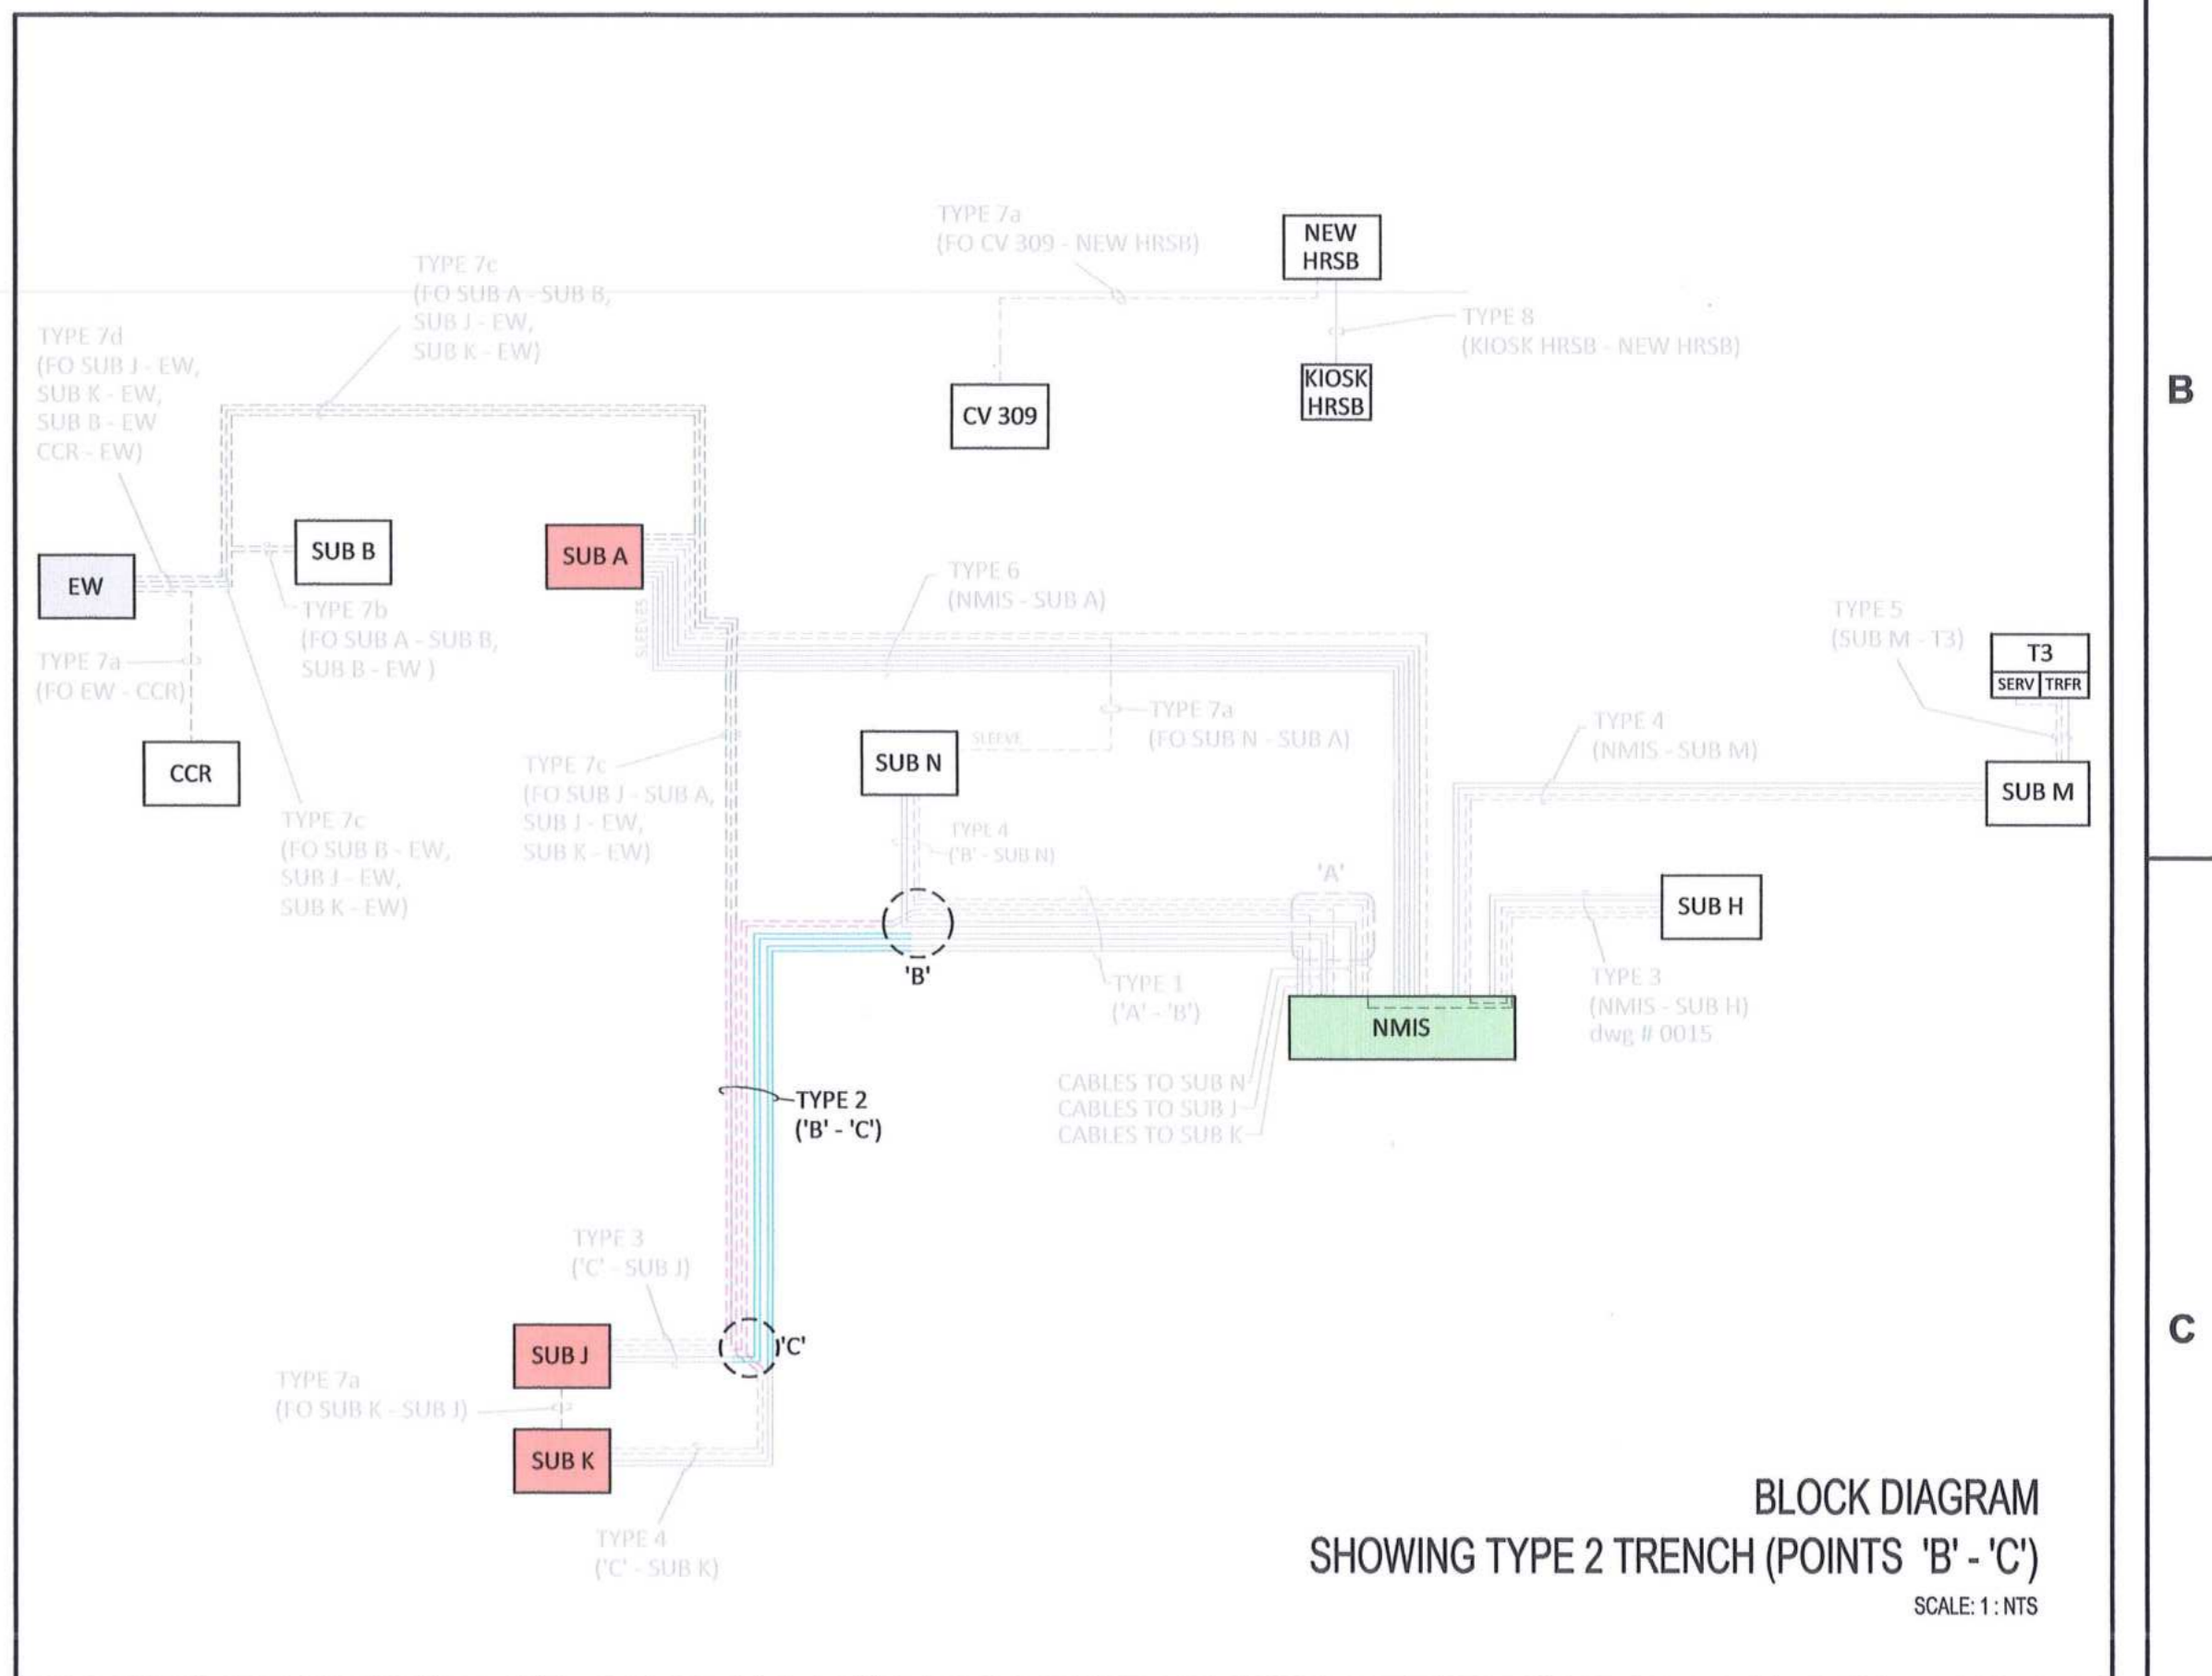 TYPE 7a
(FO CV 309 - NEW HRSB)
NEW
HRSB
TYPE 7c
(FO SUB A - SUB B,
SUB J - EW,
SUB K - EW)
TYPE 8
(KIOSK HRSB - NEW HRSB)
TYPE 7d
(FO SUB J - EW,
SUB K - EW,
SUB B - EW
CCR - EW)
KIOSK
HRSB
CV 309
B
SUB B
SUB A
EW
TYPE 6
(NMIS - SUB A)
TYPE 7b
(FO SUB A - SUB B,
SUB B - EW )
SLEEVES
TYPE 5
(SUB M - T3)
T3
SERV TRFR
TYPE 7a
(FO EW - CCR)
TYPE 7a
(FO SUB N - SUB A)
SLEEVE
TYPE 4
(NMIS - SUB M)
SUB N
CCR
TYPE 7c
(FO SUB J - SUB A,
SUB J - EW,
SUB K - EW)
SUB M
TYPE 7c
(FO SUB B - EW,
SUB J - EW,
SUB K - EW)
TYPE 4
('B' - SUB N)
'A'
SUB H
'B'
TYPE 1
('A' - 'B')
TYPE 3
(NMIS - SUB H)
dwg # 0015
NMIS
CABLES TO SUB N
CABLES TO SUB J
CABLES TO SUB K
TYPE 2
('B' - 'C')
TYPE 3
('C' - SUB J)
SUB J
'C'
C
TYPE 7a
(FO SUB K - SUB J)
SUB K
TYPE 4
('C' - SUB K)
BLOCK DIAGRAM
SHOWING TYPE 2 TRENCH (POINTS 'B' - 'C')
SCALE: 1 : NTS